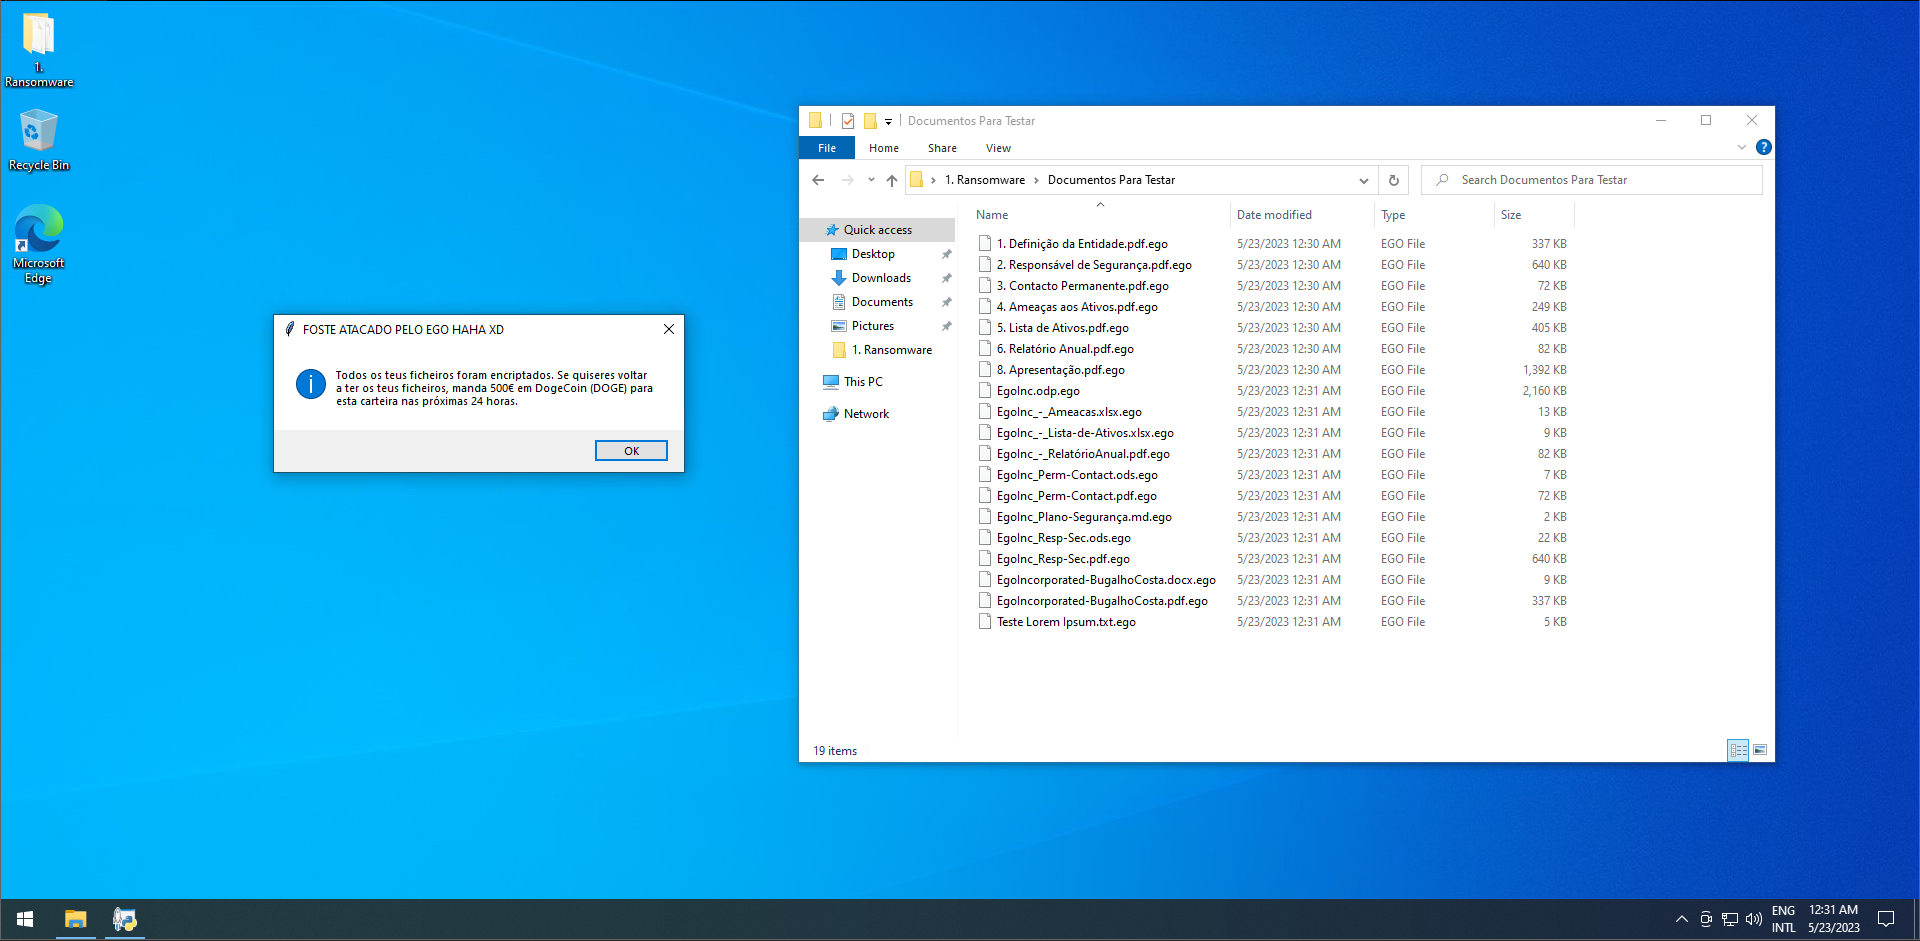 1.
Ransomware
Recycle Bin
Microsoft
Edge
FOSTE ATACADO PELO EGO HAHA XD
Todos os teus ficheiros foram encriptados. Se quiseres voltar
a ter os teus ficheiros, manda 500€ em DogeCoin (DOGE) para
esta carteira nas próximas 24 horas.
OK
Documentos Para Testar
File Home Share View
1. Ransomware Documentos Para Testar
Search Documentos Para Testar
Quick access
Desktop
Downloads
Documents
Pictures
1. Ransomware
This PC
Network
Name Date modified Type Size
1. Definição da Entidade.pdf.ego 5/23/2023 12:30 AM EGO File 337 KB
2. Responsável de Segurança.pdf.ego 5/23/2023 12:30 AM EGO File 640 KB
3. Contacto Permanente.pdf.ego 5/23/2023 12:30 AM EGO File 72 KB
4. Ameaças aos Ativos.pdf.ego 5/23/2023 12:30 AM EGO File 249 KB
5. Lista de Ativos.pdf.ego 5/23/2023 12:30 AM EGO File 405 KB
6. Relatório Anual.pdf.ego 5/23/2023 12:30 AM EGO File 82 KB
8. Apresentação.pdf.ego 5/23/2023 12:30 AM EGO File 1,392 KB
EgoInc.odp.ego 5/23/2023 12:31 AM EGO File 2,160 KB
EgoInc_-_Ameacas.xlsx.ego 5/23/2023 12:31 AM EGO File 13 KB
EgoInc_-_Lista-de-Ativos.xlsx.ego 5/23/2023 12:31 AM EGO File 9 KB
EgoInc_-_RelatórioAnual.pdf.ego 5/23/2023 12:31 AM EGO File 82 KB
EgoInc_Perm-Contact.ods.ego 5/23/2023 12:31 AM EGO File 7 KB
EgoInc_Perm-Contact.pdf.ego 5/23/2023 12:31 AM EGO File 72 KB
EgoInc_Plano-Segurança.md.ego 5/23/2023 12:31 AM EGO File 2 KB
EgoInc_Resp-Sec.ods.ego 5/23/2023 12:31 AM EGO File 22 KB
EgoInc_Resp-Sec.pdf.ego 5/23/2023 12:31 AM EGO File 640 KB
EgoIncorporated-BugalhoCosta.docx.ego 5/23/2023 12:31 AM EGO File 9 KB
EgoIncorporated-BugalhoCosta.pdf.ego 5/23/2023 12:31 AM EGO File 337 KB
Teste Lorem Ipsum.txt.ego 5/23/2023 12:31 AM EGO File 5 KB
19 items
ENG
INTL
12:31 AM
5/23/2023